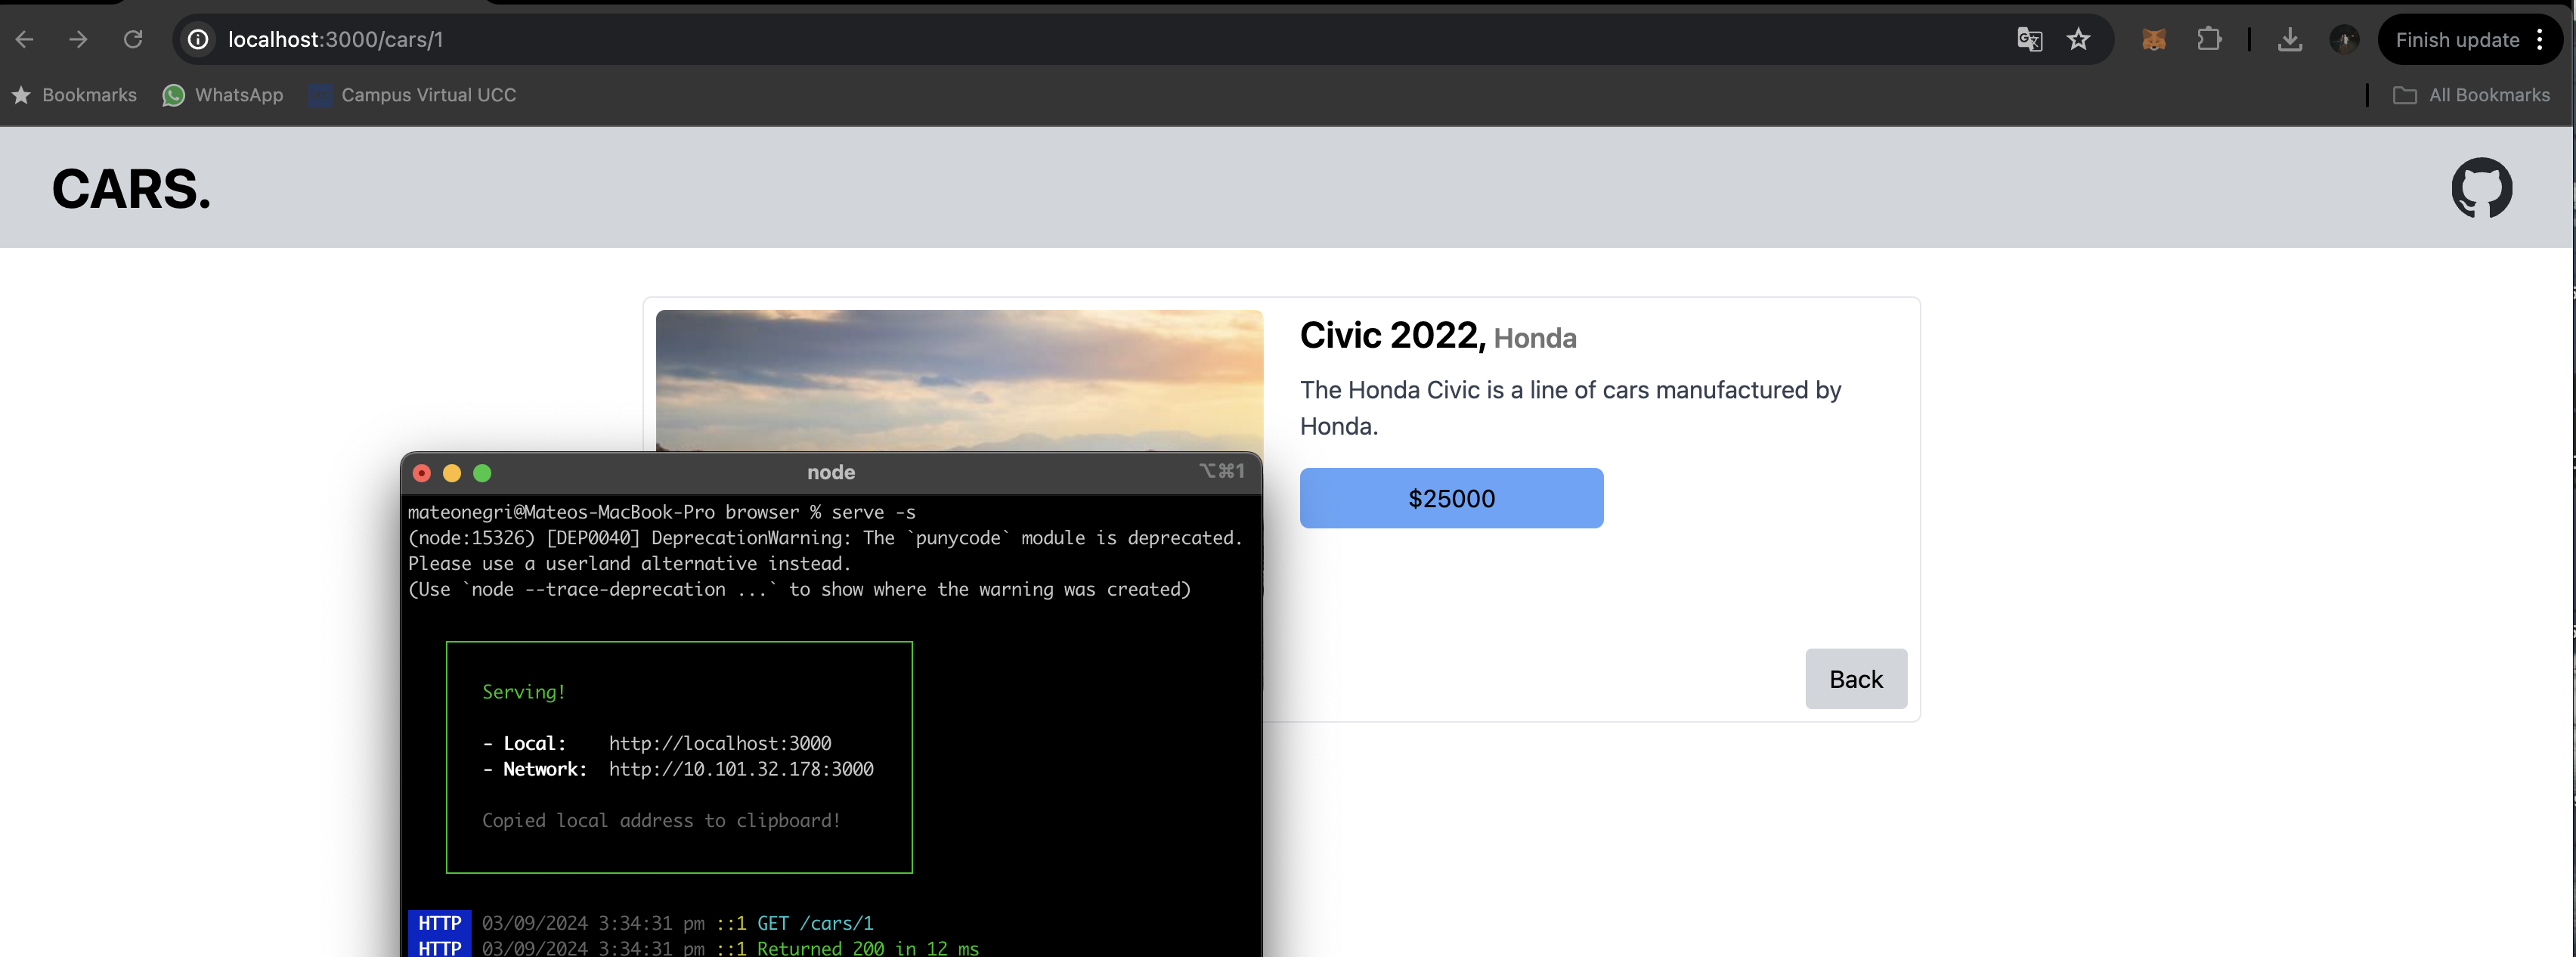 localhost:3000/cars/1
Finish update
Bookmarks
WhatsApp
Campus Virtual UCC
All Bookmarks
CARS.
Civic 2022, Honda
The Honda Civic is a line of cars manufactured by
Honda.
$25000
Back
node
⌥⌘1
mateonegri@Mateos-MacBook-Pro browser % serve -s
(node:15326) [DEP0040] DeprecationWarning: The `punycode` module is deprecated.
Please use a userland alternative instead.
(Use `node --trace-deprecation ...` to show where the warning was created)
Serving!
- Local: http://localhost:3000
- Network: http://10.101.32.178:3000
Copied local address to clipboard!
HTTP 03/09/2024 3:34:31 pm ::1 GET /cars/1
HTTP 03/09/2024 3:34:31 pm ::1 Returned 200 in 12 ms